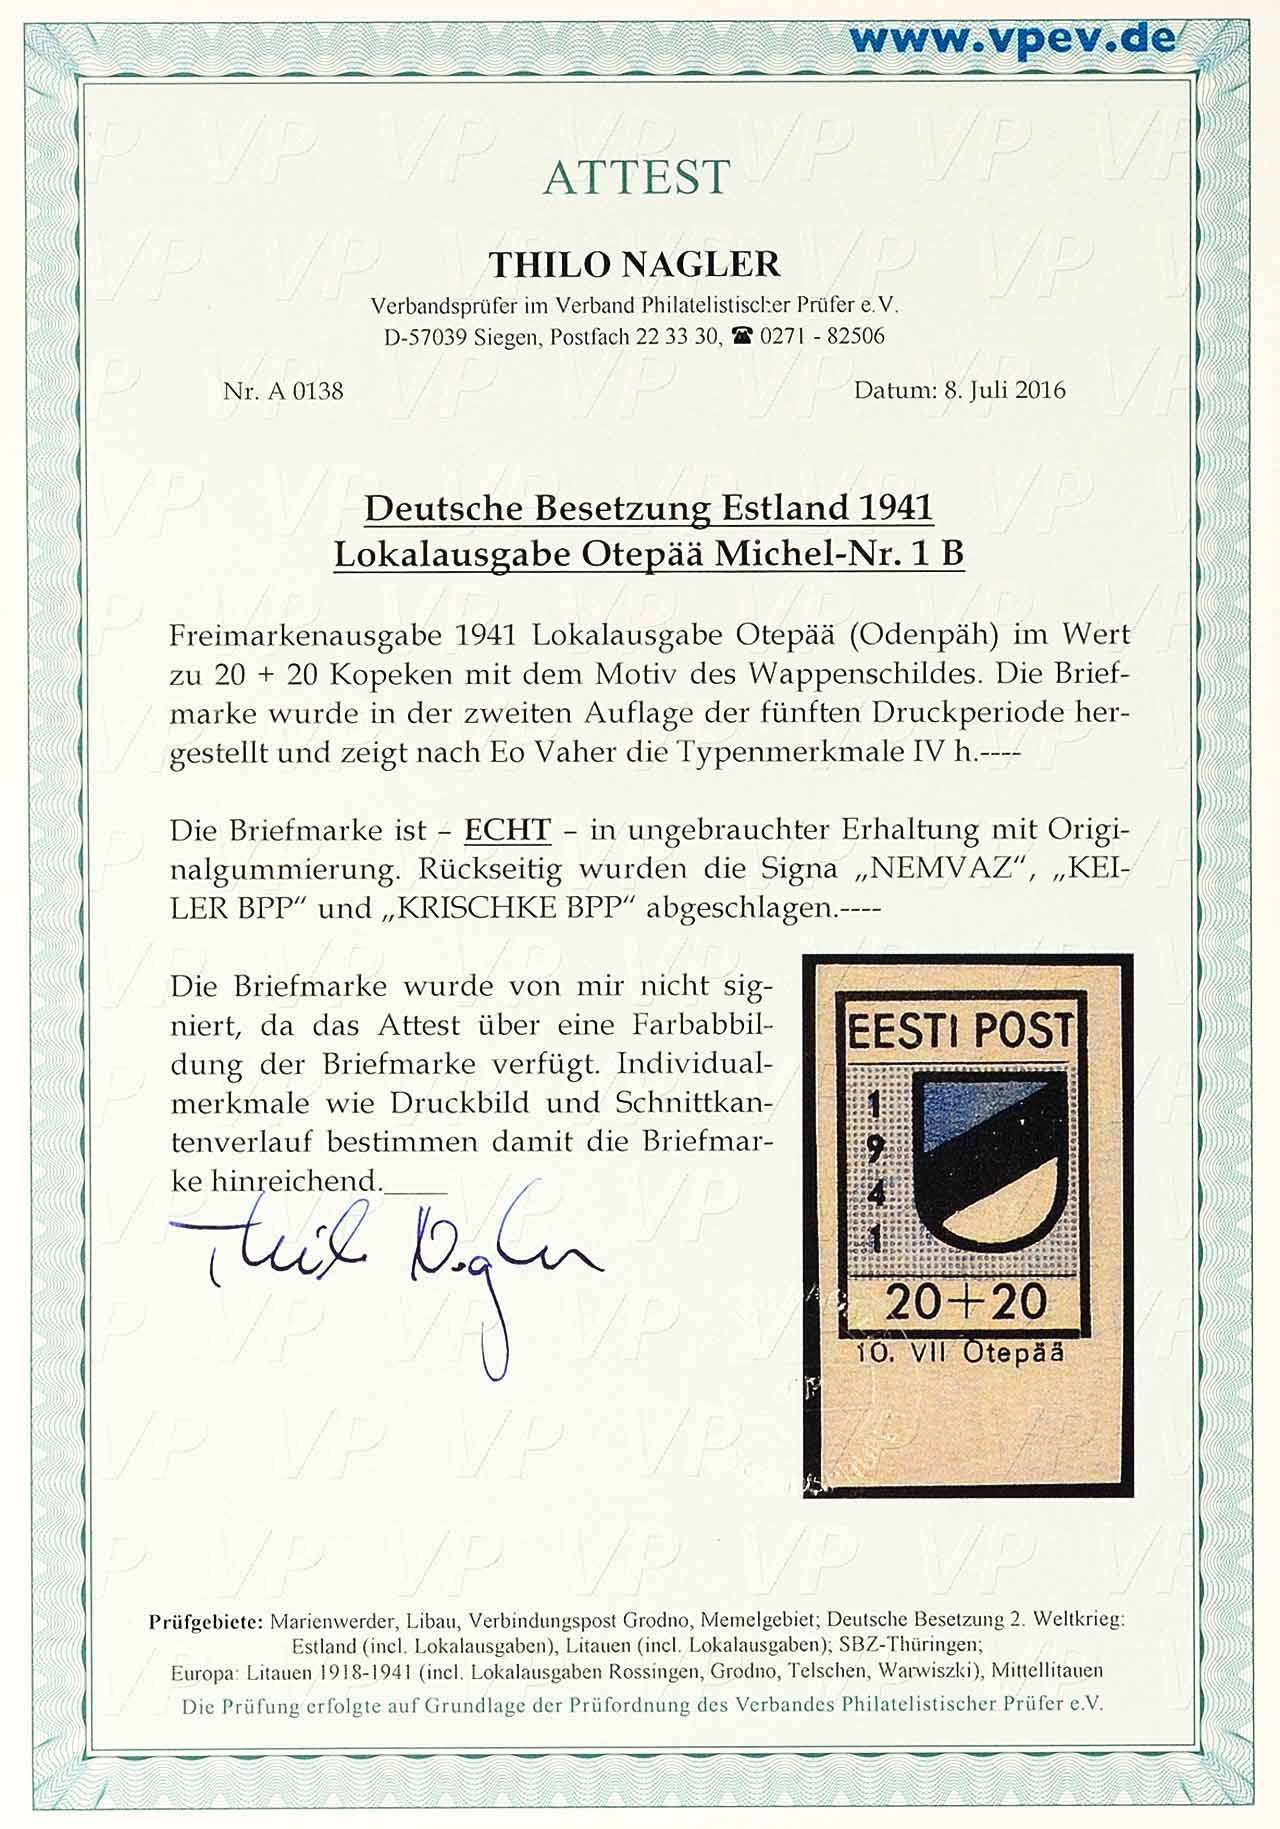 www.vpev.de
ATTEST
THILO NAGLER
Verbandsprüfer im Verband Philatelistischer Prüfer e.V.
D-57039 Siegen, Postfach 22 33 30, ☎ 0271 - 82506
Nr. A 0138
Datum: 8. Juli 2016
Deutsche Besetzung Estland 1941
Lokalausgabe Otepää Michel-Nr. 1 B
Freimarkenausgabe 1941 Lokalausgabe Otepää (Odenpäh) im Wert
zu 20 + 20 Kopeken mit dem Motiv des Wappenschildes. Die Brief-
marke wurde in der zweiten Auflage der fünften Druckperiode her-
gestellt und zeigt nach Eo Vaher die Typenmerkmale IV h.----
Die Briefmarke ist – ECHT – in ungebrauchter Erhaltung mit Origi-
nalgummierung. Rückseitig wurden die Signa „NEMVAZ“, „KEI-
LER BPP“ und „KRISCHKE BPP“ abgeschlagen.----
Die Briefmarke wurde von mir nicht sig-
niert, da das Attest über eine Farbabbil-
dung der Briefmarke verfügt. Individual-
merkmale wie Druckbild und Schnittkan-
tenverlauf bestimmen damit die Briefmar-
ke hinreichend.____
Thilo Nagler
EESTI POST
1
9
4
1
20+20
10. VII Otepää
Prüfgebiete: Marienwerder, Libau, Verbindungspost Grodno, Memelgebiet; Deutsche Besetzung 2. Weltkrieg:
Estland (incl. Lokalausgaben), Litauen (incl. Lokalausgaben); SBZ-Thüringen;
Europa: Litauen 1918-1941 (incl. Lokalausgaben Rossingen, Grodno, Telschen, Warwiszki), Mittellitauen
Die Prüfung erfolgte auf Grundlage der Prüfordnung des Verbandes Philatelistischer Prüfer e.V.